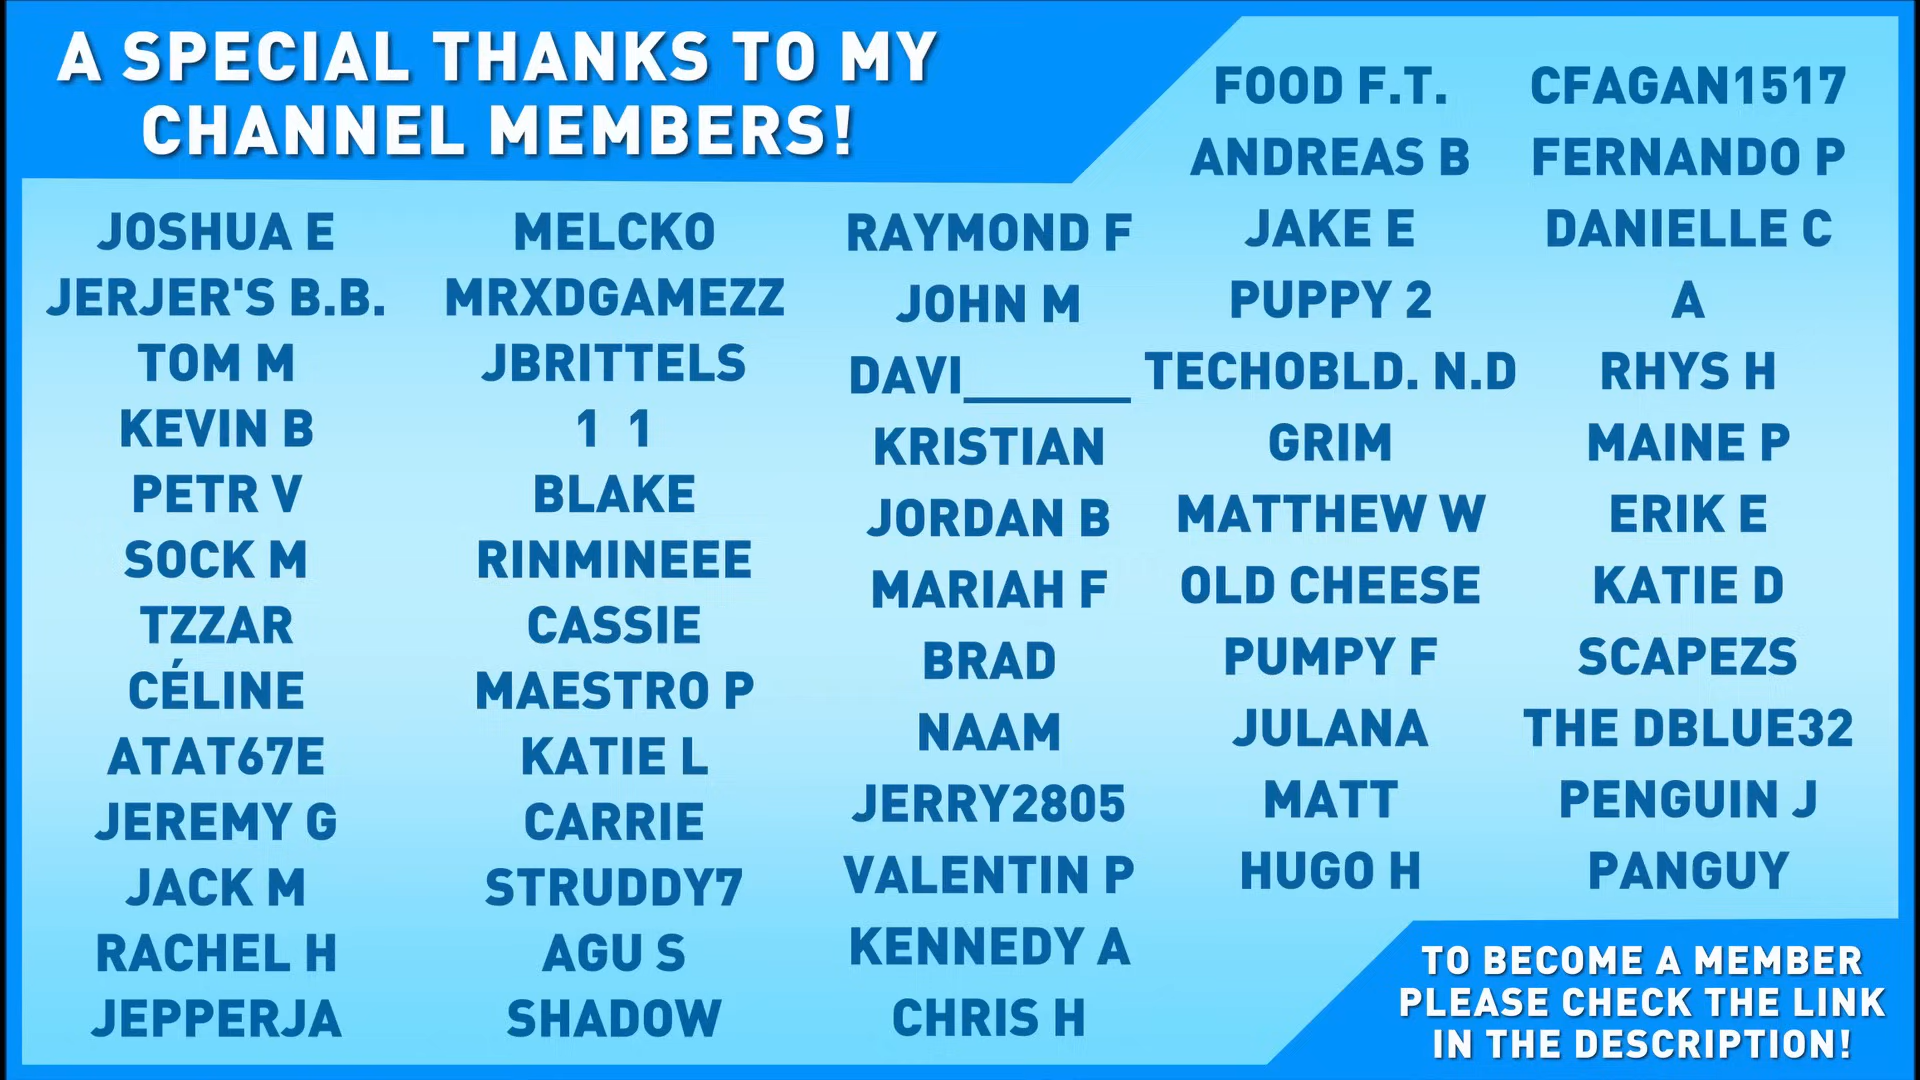 A SPECIAL THANKS TO MY
CHANNEL MEMBERS!
JOSHUA E
JERJER'S B.B.
TOM M
KEVIN B
PETR V
SOCK M
TZZAR
CÉLINE
ATAT67E
JEREMY G
JACK M
RACHEL H
JEPPERJA
MELCKO
MRXDGAMEZZ
JBRITTELS
1 1
BLAKE
RINMINEEE
CASSIE
MAESTRO P
KATIE L
CARRIE
STRUDDY7
AGU S
SHADOW
RAYMOND F
JOHN M
DAVI_______
KRISTIAN
JORDAN B
MARIAH F
BRAD
NAAM
JERRY2805
VALENTIN P
KENNEDY A
CHRIS H
FOOD F.T.
ANDREAS B
JAKE E
PUPPY 2
TECHOBLD. N.D
GRIM
MATTHEW W
OLD CHEESE
PUMPY F
JULANA
MATT
HUGO H
CFAGAN1517
FERNANDO P
DANIELLE C
A
RHYS H
MAINE P
ERIK E
KATIE D
SCAPEZS
THE DBLUE32
PENGUIN J
PANGUY
TO BECOME A MEMBER
PLEASE CHECK THE LINK
IN THE DESCRIPTION!